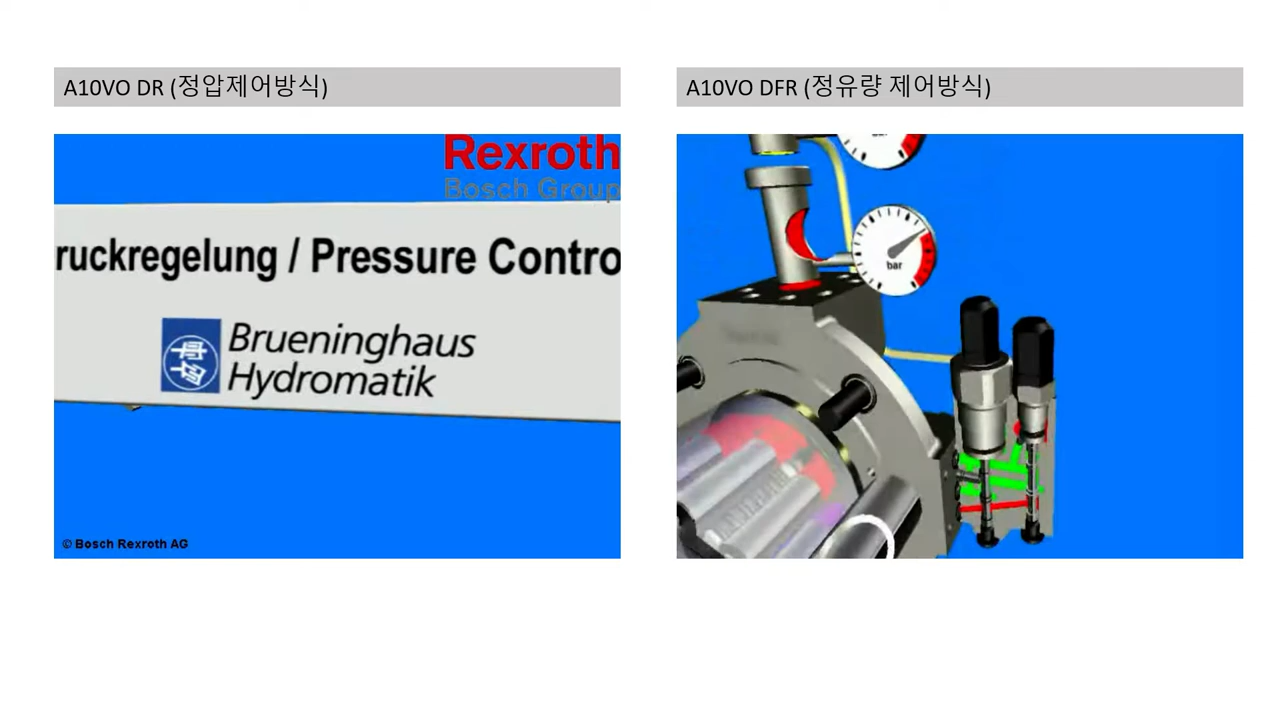 A10VO DR (정압제어방식)
A10VO DFR (정유량 제어방식)
Rexroth
Bosch Group
ruckregelung / Pressure Contro
Brueninghaus
Hydromatik
© Bosch Rexroth AG
bar